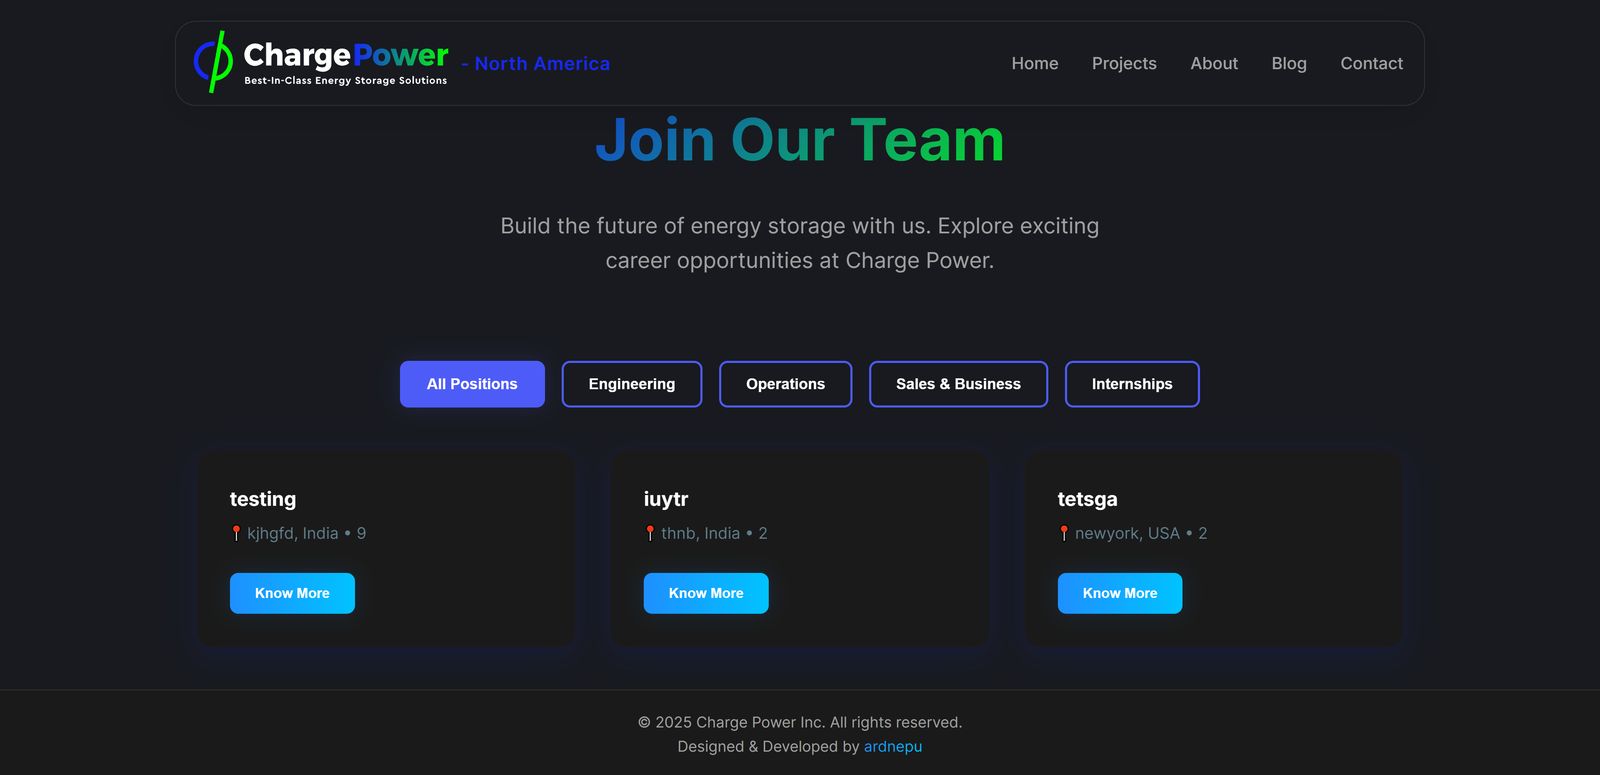 ChargePower
Best-In-Class Energy Storage Solutions
- North America
Home Projects About Blog Contact
Join Our Team
Build the future of energy storage with us. Explore exciting
career opportunities at Charge Power.
All Positions Engineering Operations Sales & Business Internships
testing
kjhgfd, India • 9
Know More
iuytr
thnb, India • 2
Know More
tetsga
newyork, USA • 2
Know More
© 2025 Charge Power Inc. All rights reserved.
Designed & Developed by ardnepu